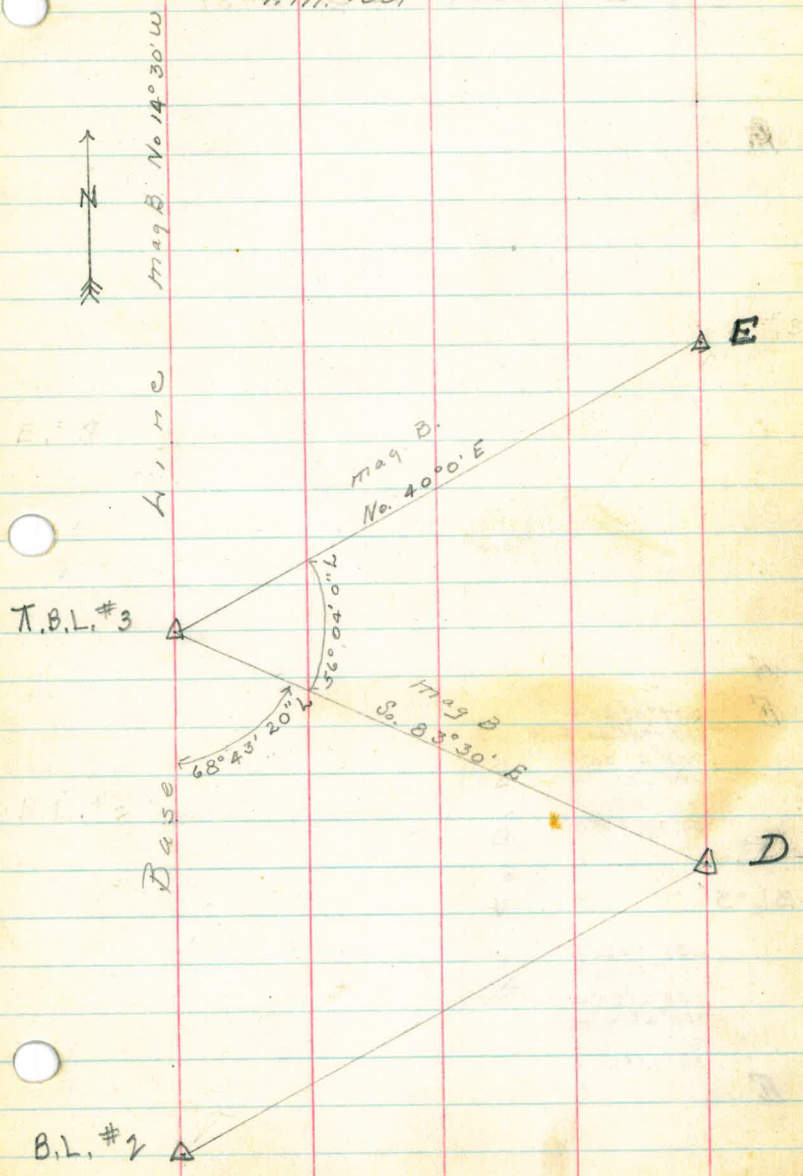 N
mag B. No 14° 30' W
Base Line
E
mag B.
No. 40° 0' E
π.B.L. #3
56° 04' 0" L
68° 43' 20" L
mag B
So. 83° 30' E
D
B.L. #2